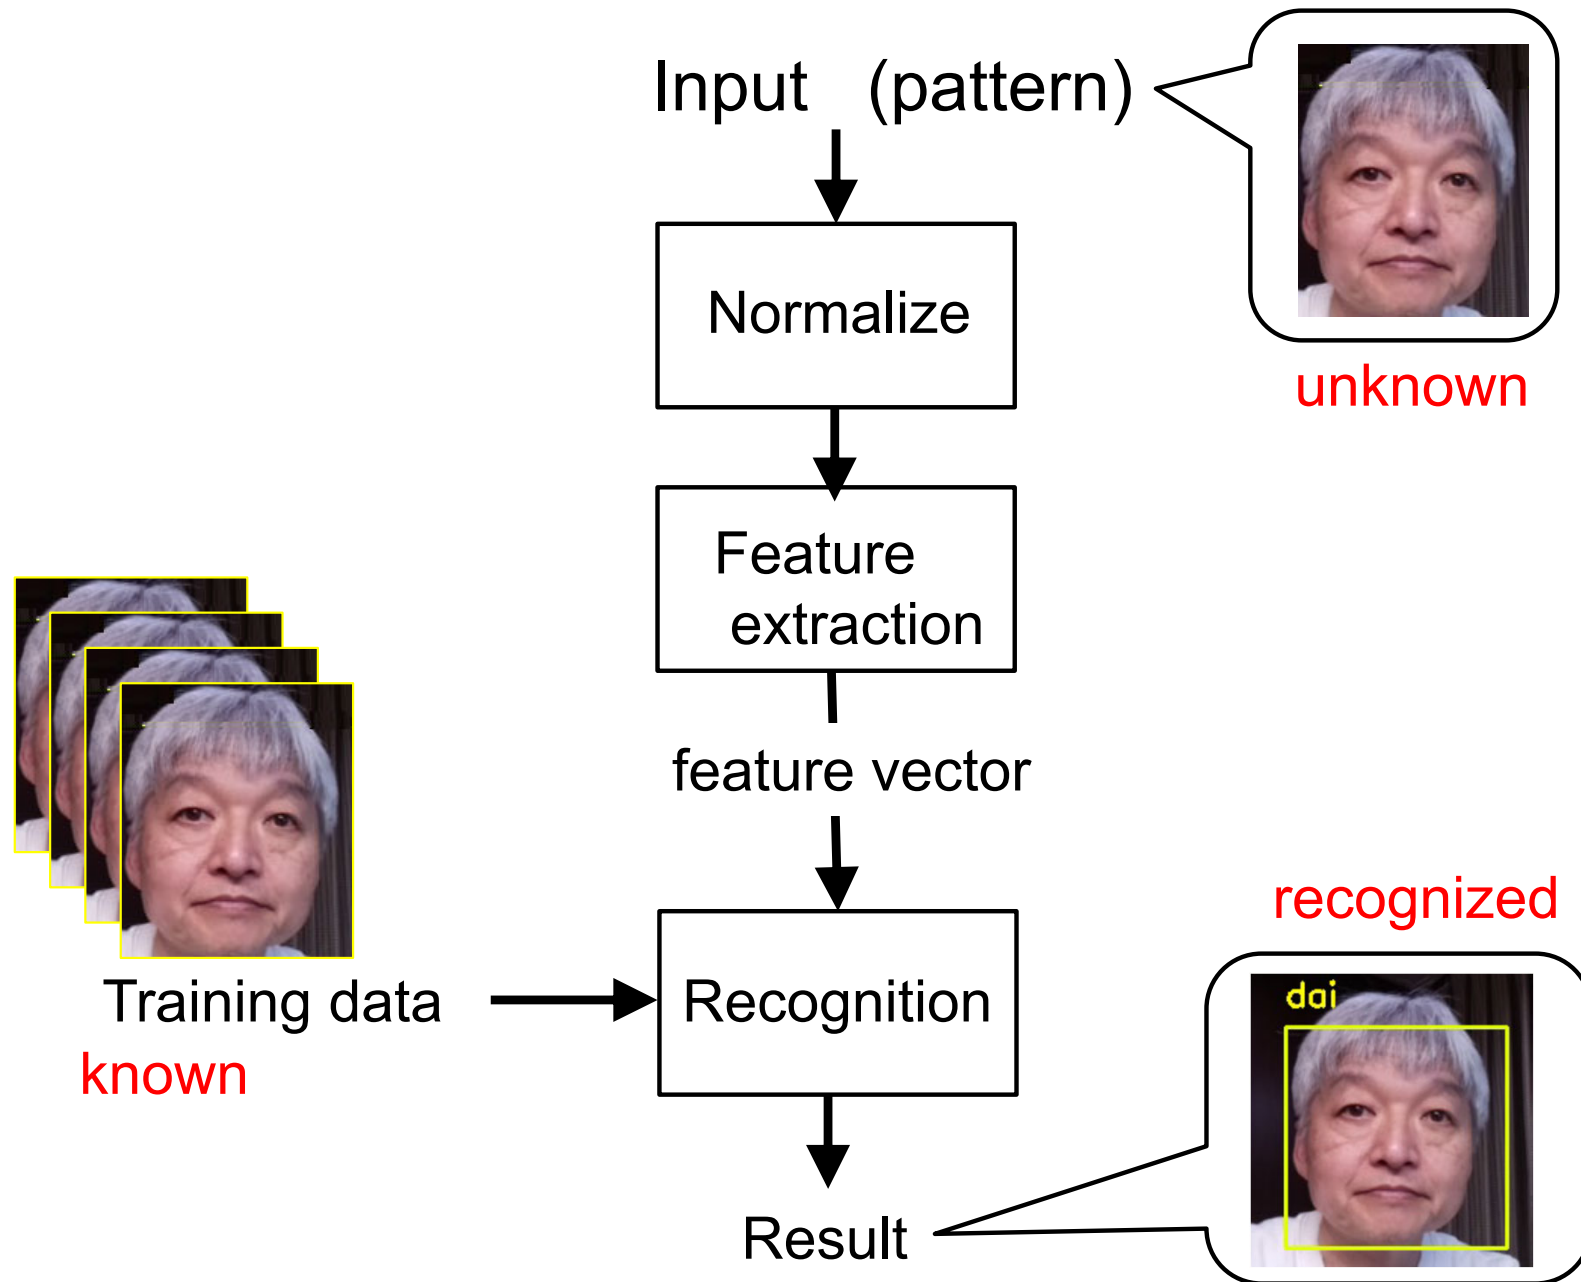 Input (pattern)
unknown
Normalize
Feature
extraction
feature vector
Training data
known
Recognition
recognized
dai
Result